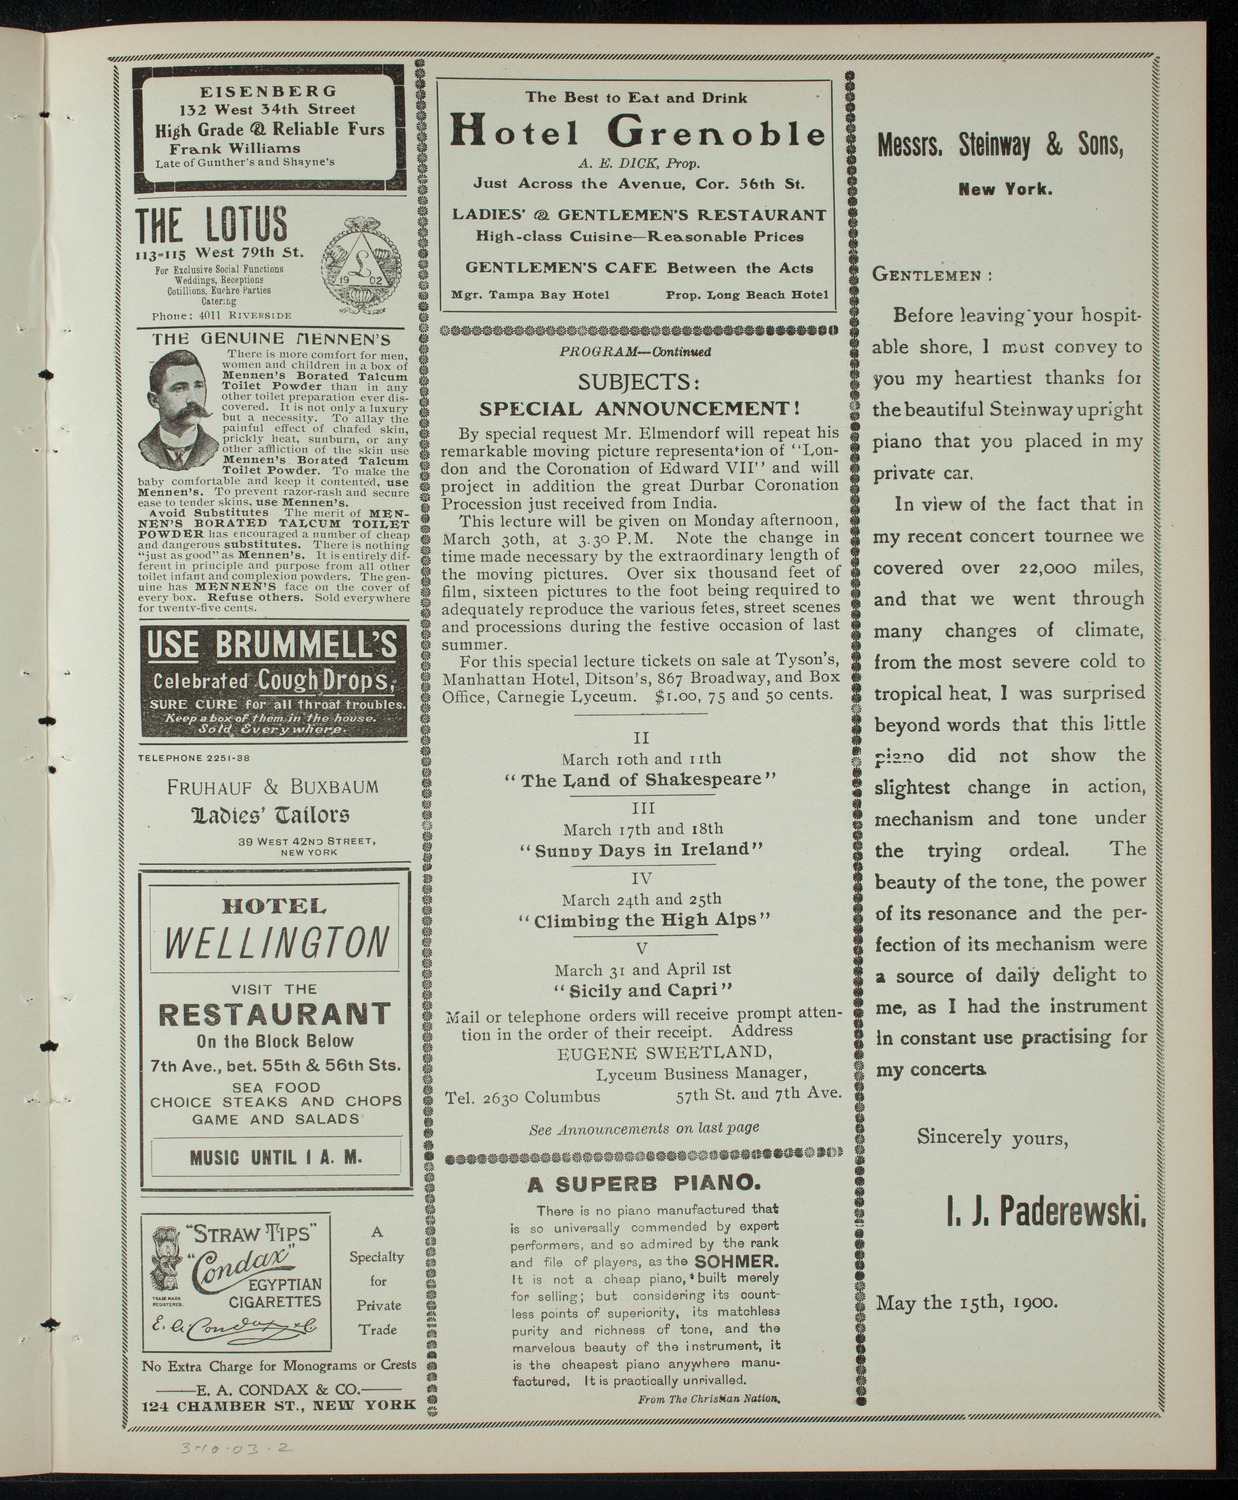 EISENBERG
132 West 34th Street
High Grade & Reliable Furs
Frank Williams
Late of Gunther's and Shayne's
THE LOTUS
113-115 West 79th St.
For Exclusive Social Functions
Weddings, Receptions
Cotillions, Euchre Parties
Catering
Phone: 4011 RIVERSIDE
L
19 02
THE GENUINE MENNEN'S
There is more comfort for men,
women and children in a box of
Mennen's Borated Talcum
Toilet Powder than in any
other toilet preparation ever dis-
covered. It is not only a luxury
but a necessity. To allay the
painful effect of chafed skin,
prickly heat, sunburn, or any
other affliction of the skin use
Mennen's Borated Talcum
Toilet Powder. To make the
baby comfortable and keep it contented, use
Mennen's. To prevent razor-rash and secure
ease to tender skins, use Mennen's.
Avoid Substitutes The merit of MEN-
NEN'S BORATED TALCUM TOILET
POWDER has encouraged a number of cheap
and dangerous substitutes. There is nothing
"just as good" as Mennen's. It is entirely dif-
ferent in principle and purpose from all other
toilet infant and complexion powders. The gen-
uine has MENNEN'S face on the cover of
every box. Refuse others. Sold everywhere
for twenty-five cents.
USE BRUMMELL'S
Celebrated Cough Drops,
SURE CURE for all throat troubles.
Keep a box of them in the house.
Sold Everywhere.
TELEPHONE 2251-38
FRUHAUF & BUXBAUM
Ladies' Tailors
39 WEST 42ND STREET,
NEW YORK
HOTEL
WELLINGTON
VISIT THE
RESTAURANT
On the Block Below
7th Ave., bet. 55th & 56th Sts.
SEA FOOD
CHOICE STEAKS AND CHOPS
GAME AND SALADS
MUSIC UNTIL 1 A. M.
"STRAW TIPS"
"Condax"
EGYPTIAN
CIGARETTES
TRADE MARK
REGISTERED.
E. A. Condax & Co
A
Specialty
for
Private
Trade
No Extra Charge for Monograms or Crests
E. A. CONDAX & CO.
124 CHAMBER ST., NEW YORK
3-10-03-2
The Best to Eat and Drink
Hotel Grenoble
A. E. DICK, Prop.
Just Across the Avenue, Cor. 56th St.
LADIES' & GENTLEMEN'S RESTAURANT
High-class Cuisine—Reasonable Prices
GENTLEMEN'S CAFE Between the Acts
Mgr. Tampa Bay Hotel Prop. Long Beach Hotel
PROGRAM—Continued
SUBJECTS:
SPECIAL ANNOUNCEMENT!
By special request Mr. Elmendorf will repeat his
remarkable moving picture representation of "Lon-
don and the Coronation of Edward VII" and will
project in addition the great Durbar Coronation
Procession just received from India.
This lecture will be given on Monday afternoon,
March 30th, at 3.30 P.M. Note the change in
time made necessary by the extraordinary length of
the moving pictures. Over six thousand feet of
film, sixteen pictures to the foot being required to
adequately reproduce the various fetes, street scenes
and processions during the festive occasion of last
summer.
For this special lecture tickets on sale at Tyson's,
Manhattan Hotel, Ditson's, 867 Broadway, and Box
Office, Carnegie Lyceum. $1.00, 75 and 50 cents.
II
March 10th and 11th
"The Land of Shakespeare"
III
March 17th and 18th
"Sunny Days in Ireland"
IV
March 24th and 25th
"Climbing the High Alps"
V
March 31 and April 1st
"Sicily and Capri"
Mail or telephone orders will receive prompt atten-
tion in the order of their receipt. Address
EUGENE SWEETLAND,
Lyceum Business Manager,
Tel. 2630 Columbus 57th St. and 7th Ave.
See Announcements on last page
A SUPERB PIANO.
There is no piano manufactured that
is so universally commended by expert
performers, and so admired by the rank
and file of players, as the SOHMER.
It is not a cheap piano, built merely
for selling; but considering its count-
less points of superiority, its matchless
purity and richness of tone, and the
marvelous beauty of the instrument, it
is the cheapest piano anywhere manu-
factured. It is practically unrivalled.
From The Christian Nation.
Messrs. Steinway & Sons,
New York.
GENTLEMEN:
Before leaving your hospit-
able shore, I must convey to
you my heartiest thanks for
the beautiful Steinway upright
piano that you placed in my
private car.
In view of the fact that in
my recent concert tournee we
covered over 22,000 miles,
and that we went through
many changes of climate,
from the most severe cold to
tropical heat, I was surprised
beyond words that this little
piano did not show the
slightest change in action,
mechanism and tone under
the trying ordeal. The
beauty of the tone, the power
of its resonance and the per-
fection of its mechanism were
a source of daily delight to
me, as I had the instrument
in constant use practising for
my concerts
Sincerely yours,
I. J. Paderewski.
May the 15th, 1900.